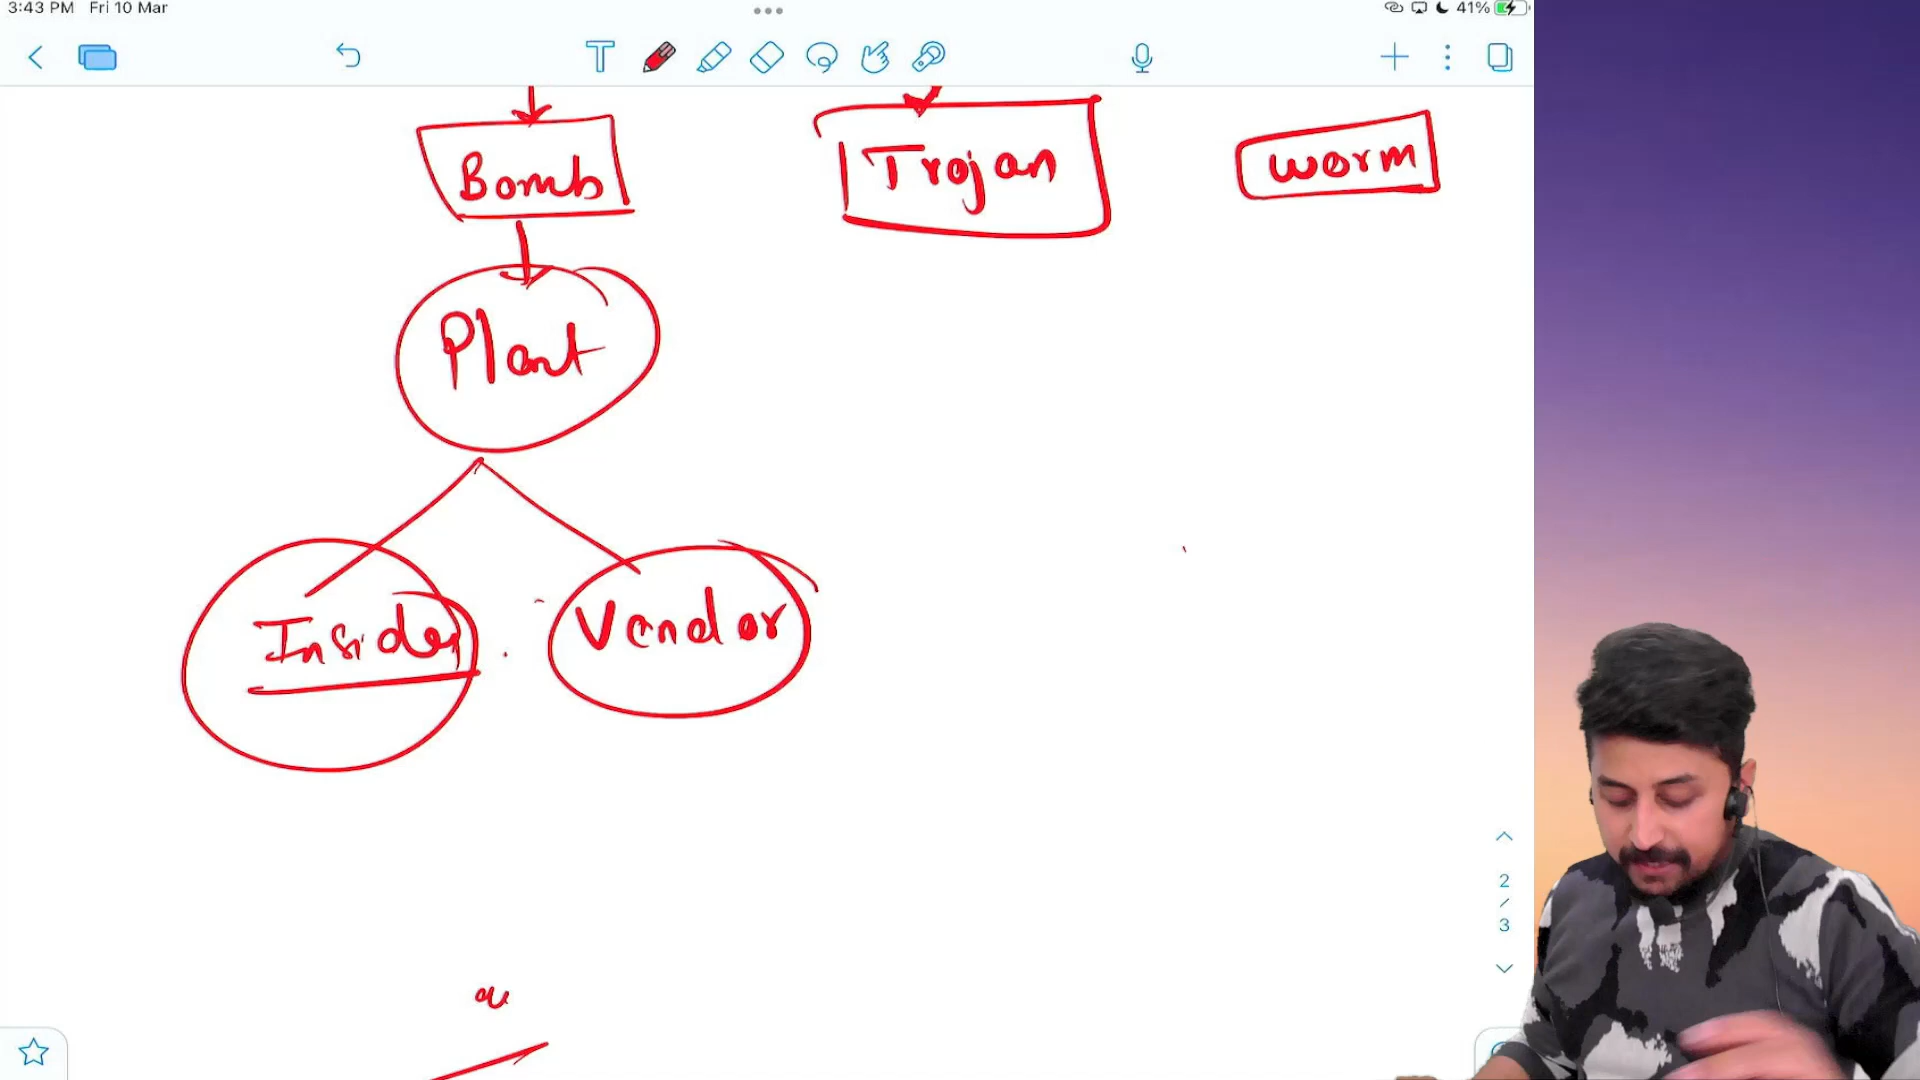 3:43 PM Fri 10 Mar
41%
T
Bomb
Trojan
worm
Plant
Insider
Vendor
2
/
3